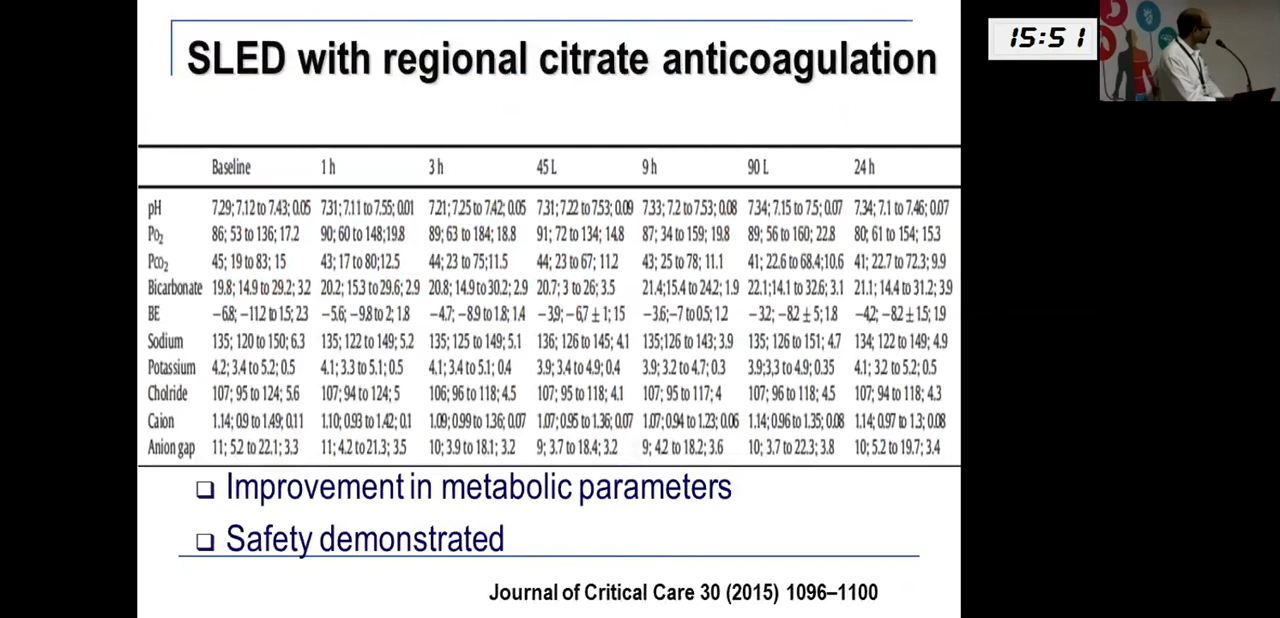 SLED with regional citrate anticoagulation
15:51
Baseline 1 h 3 h 45 L 9 h 90 L 24 h
pH 7.29; 7.12 to 7.43; 0.05 7.31; 7.11 to 7.55; 0.01 7.21; 7.25 to 7.42; 0.05 7.31; 7.22 to 7.53; 0.09 7.33; 7.2 to 7.53; 0.08 7.34; 7.15 to 7.5; 0.07 7.34; 7.1 to 7.46; 0.07
Po2 86; 53 to 136; 17.2 90; 60 to 148; 19.8 89; 63 to 184; 18.8 91; 72 to 134; 14.8 87; 34 to 159; 19.8 89; 56 to 160; 22.8 80; 61 to 154; 15.3
Pco2 45; 19 to 83; 15 43; 17 to 80; 12.5 44; 23 to 75; 11.5 44; 23 to 67; 11.2 43; 25 to 78; 11.1 41; 22.6 to 68.4; 10.6 41; 22.7 to 72.3; 9.9
Bicarbonate 19.8; 14.9 to 29.2; 3.2 20.2; 15.3 to 29.6; 2.9 20.8; 14.9 to 30.2; 2.9 20.7; 3 to 26; 3.5 21.4; 15.4 to 24.2; 1.9 22.1; 14.1 to 32.6; 3.1 21.1; 14.4 to 31.2; 3.9
BE −6.8; −11.2 to 1.5; 2.3 −5.6; −9.8 to 2; 1.8 −4.7; −8.9 to 1.8; 1.4 −3.9; −6.7 ± 1; 15 −3.6; −7 to 0.5; 1.2 −3.2; −8.2 ± 5; 1.8 −4.2; −8.2 ± 1.5; 1.9
Sodium 135; 120 to 150; 6.3 135; 122 to 149; 5.2 135; 125 to 149; 5.1 136; 126 to 145; 4.1 135; 126 to 143; 3.9 135; 126 to 151; 4.7 134; 122 to 149; 4.9
Potassium 4.2; 3.4 to 5.2; 0.5 4.1; 3.3 to 5.1; 0.5 4.1; 3.4 to 5.1; 0.4 3.9; 3.4 to 4.9; 0.4 3.9; 3.2 to 4.7; 0.3 3.9; 3,3 to 4.9; 0.35 4.1; 3.2 to 5.2; 0.5
Cholride 107; 95 to 124; 5.6 107; 94 to 124; 5 106; 96 to 118; 4.5 107; 95 to 118; 4.1 107; 95 to 117; 4 107; 96 to 118; 4.5 107; 94 to 118; 4.3
Caion 1.14; 0.9 to 1.49; 0.11 1.10; 0.93 to 1.42; 0.1 1.09; 0.99 to 1.36; 0.07 1.07; 0.95 to 1.36; 0.07 1.07; 0.94 to 1.23; 0.06 1.14; 0.96 to 1.35; 0.08 1.14; 0.97 to 1.3; 0.08
Anion gap 11; 5.2 to 22.1; 3.3 11; 4.2 to 21.3; 3.5 10; 3.9 to 18.1; 3.2 9; 3.7 to 18.4; 3.2 9; 4.2 to 18.2; 3.6 10; 3.7 to 22.3; 3.8 10; 5.2 to 19.7; 3.4
Improvement in metabolic parameters
Safety demonstrated
Journal of Critical Care 30 (2015) 1096–1100